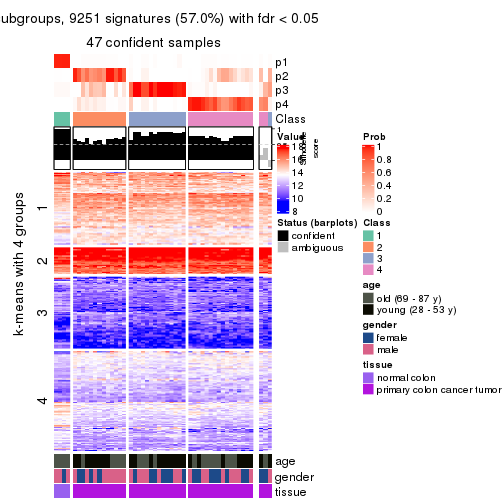 ubgroups, 9251 signatures (57.0%) with fdr < 0.05
47 confident samples
p1
p2
p3
p4
Class
1
2
3
4
k-means with 4 groups
Value
18
16
14
12
10
8
score
Prob
1
0.8
0.6
0.4
0.2
0
Status (barplots)
confident
ambiguous
Class
1
2
3
4
age
old (69 - 87 y)
young (28 - 53 y)
gender
female
male
tissue
normal colon
primary colon cancer tumor
age
gender
tissue